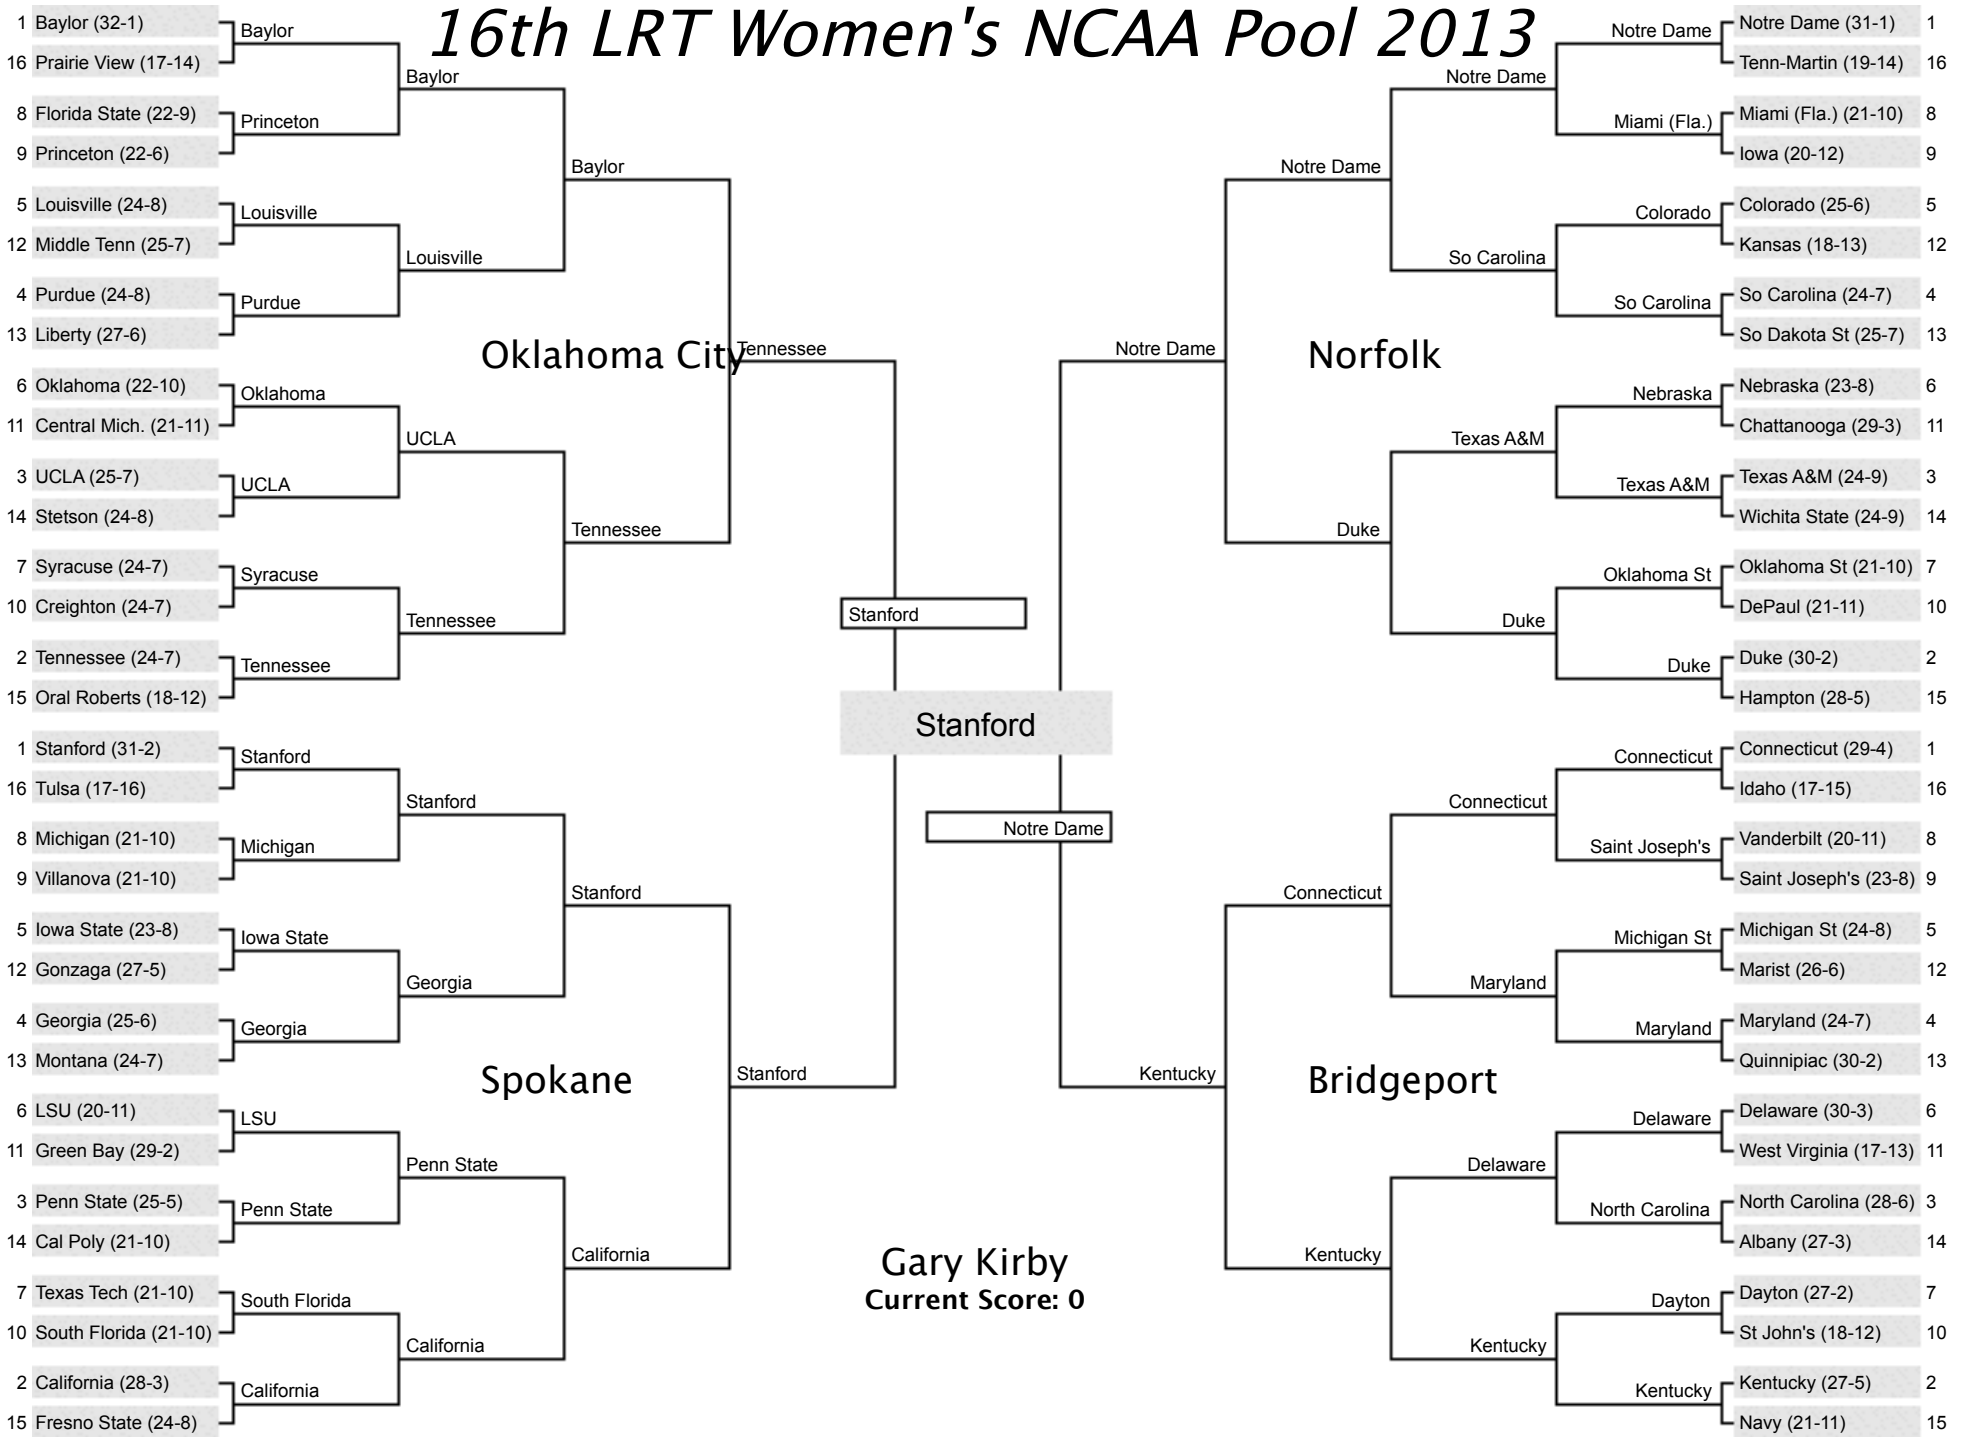 16th LRT Women's NCAA Pool 2013
1 Baylor (32-1)
16 Prairie View (17-14)
8 Florida State (22-9)
9 Princeton (22-6)
5 Louisville (24-8)
12 Middle Tenn (25-7)
4 Purdue (24-8)
13 Liberty (27-6)
6 Oklahoma (22-10)
11 Central Mich. (21-11)
3 UCLA (25-7)
14 Stetson (24-8)
7 Syracuse (24-7)
10 Creighton (24-7)
2 Tennessee (24-7)
15 Oral Roberts (18-12)
1 Stanford (31-2)
16 Tulsa (17-16)
8 Michigan (21-10)
9 Villanova (21-10)
5 Iowa State (23-8)
12 Gonzaga (27-5)
4 Georgia (25-6)
13 Montana (24-7)
6 LSU (20-11)
11 Green Bay (29-2)
3 Penn State (25-5)
14 Cal Poly (21-10)
7 Texas Tech (21-10)
10 South Florida (21-10)
2 California (28-3)
15 Fresno State (24-8)
Baylor
Princeton
Louisville
Purdue
Oklahoma
UCLA
Syracuse
Tennessee
Stanford
Michigan
Iowa State
Georgia
LSU
Penn State
South Florida
California
Baylor
Louisville
UCLA
Tennessee
Stanford
Georgia
Penn State
California
Baylor
Tennessee
Stanford
California
Oklahoma City
Spokane
Tennessee
Stanford
Stanford
Stanford
Notre Dame
Gary Kirby
Current Score: 0
Notre Dame
Kentucky
Norfolk
Bridgeport
Notre Dame
Duke
Connecticut
Kentucky
Notre Dame
So Carolina
Texas A&M
Duke
Connecticut
Maryland
Delaware
Kentucky
Notre Dame
Miami (Fla.)
Colorado
So Carolina
Nebraska
Texas A&M
Oklahoma St
Duke
Connecticut
Saint Joseph's
Michigan St
Maryland
Delaware
North Carolina
Dayton
Kentucky
Notre Dame (31-1) 1
Tenn-Martin (19-14) 16
Miami (Fla.) (21-10) 8
Iowa (20-12) 9
Colorado (25-6) 5
Kansas (18-13) 12
So Carolina (24-7) 4
So Dakota St (25-7) 13
Nebraska (23-8) 6
Chattanooga (29-3) 11
Texas A&M (24-9) 3
Wichita State (24-9) 14
Oklahoma St (21-10) 7
DePaul (21-11) 10
Duke (30-2) 2
Hampton (28-5) 15
Connecticut (29-4) 1
Idaho (17-15) 16
Vanderbilt (20-11) 8
Saint Joseph's (23-8) 9
Michigan St (24-8) 5
Marist (26-6) 12
Maryland (24-7) 4
Quinnipiac (30-2) 13
Delaware (30-3) 6
West Virginia (17-13) 11
North Carolina (28-6) 3
Albany (27-3) 14
Dayton (27-2) 7
St John's (18-12) 10
Kentucky (27-5) 2
Navy (21-11) 15